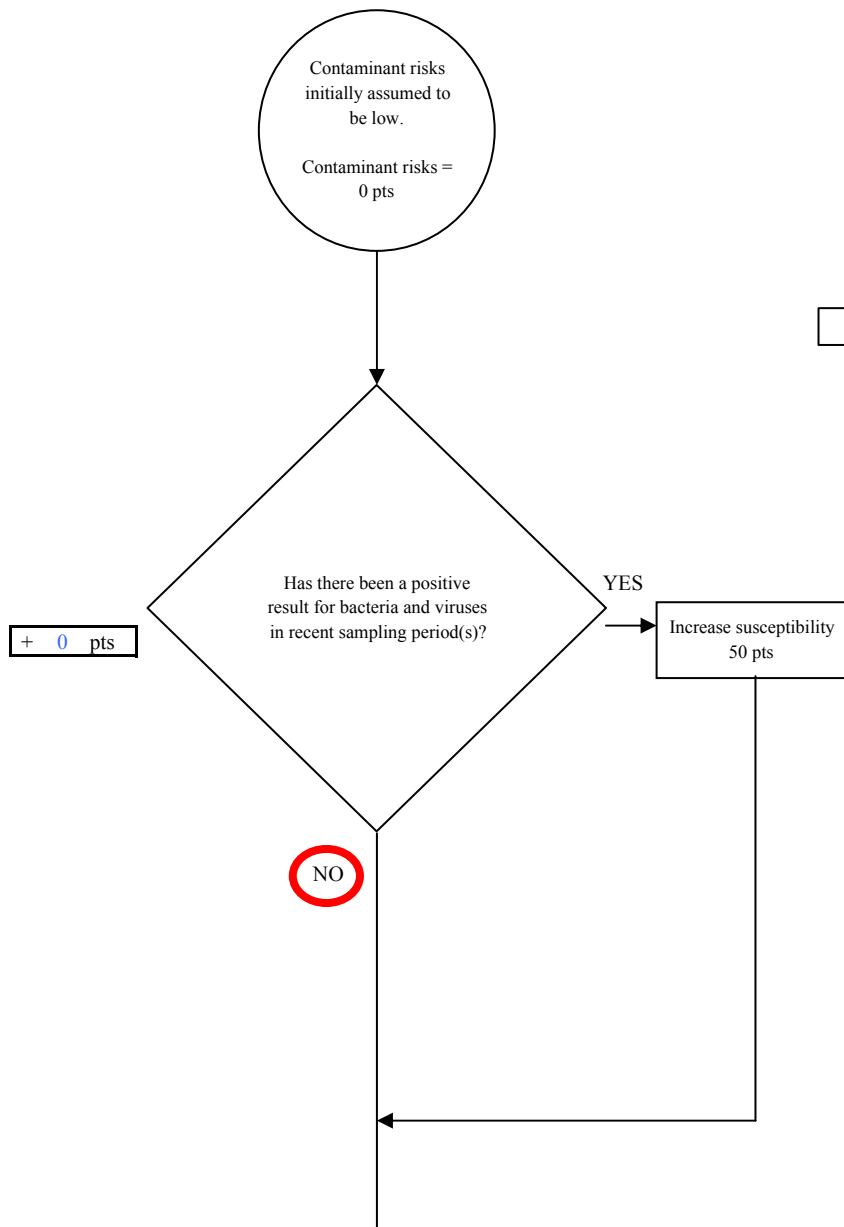 Contaminant risks
initially assumed to
be low.
Contaminant risks =
0 pts
Has there been a positive
result for bacteria and viruses
in recent sampling period(s)?
YES
+ 0 pts
Increase susceptibility
50 pts
NO